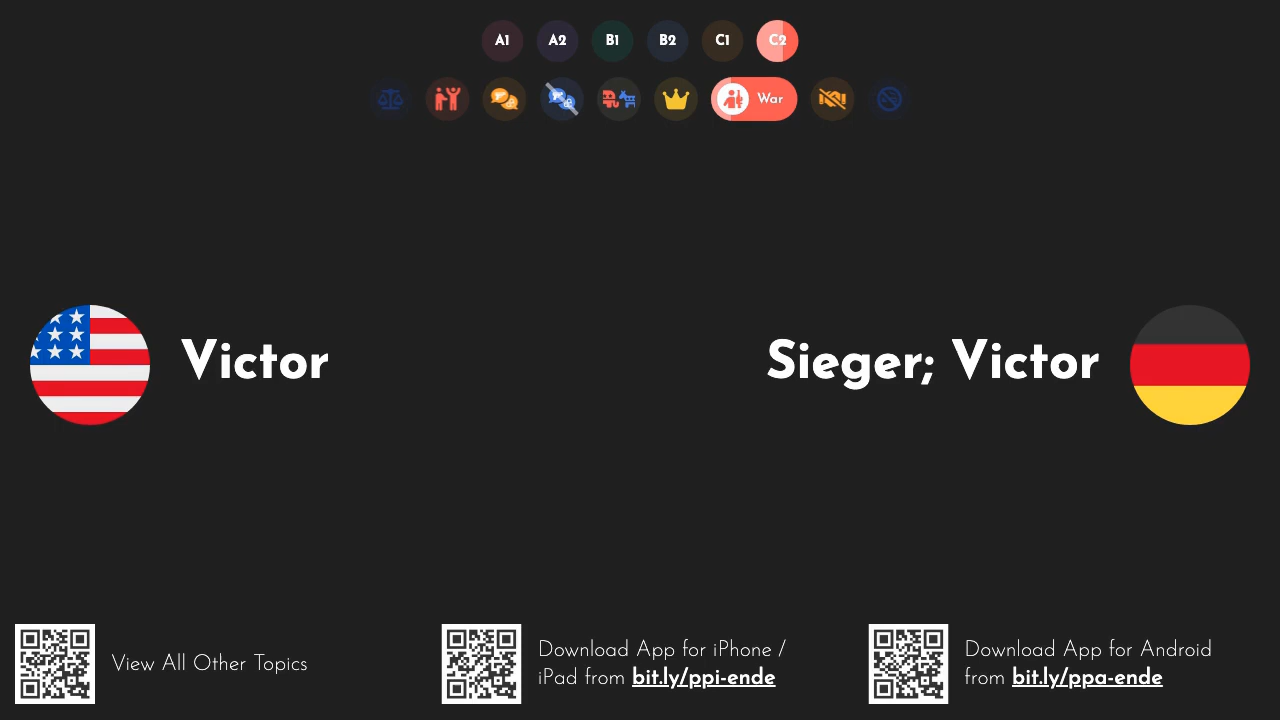 A1 A2 B1 B2 C1 C2
War
Victor
Sieger; Victor
View All Other Topics
Download App for iPhone /
iPad from bit.ly/ppi-ende
Download App for Android
from bit.ly/ppa-ende